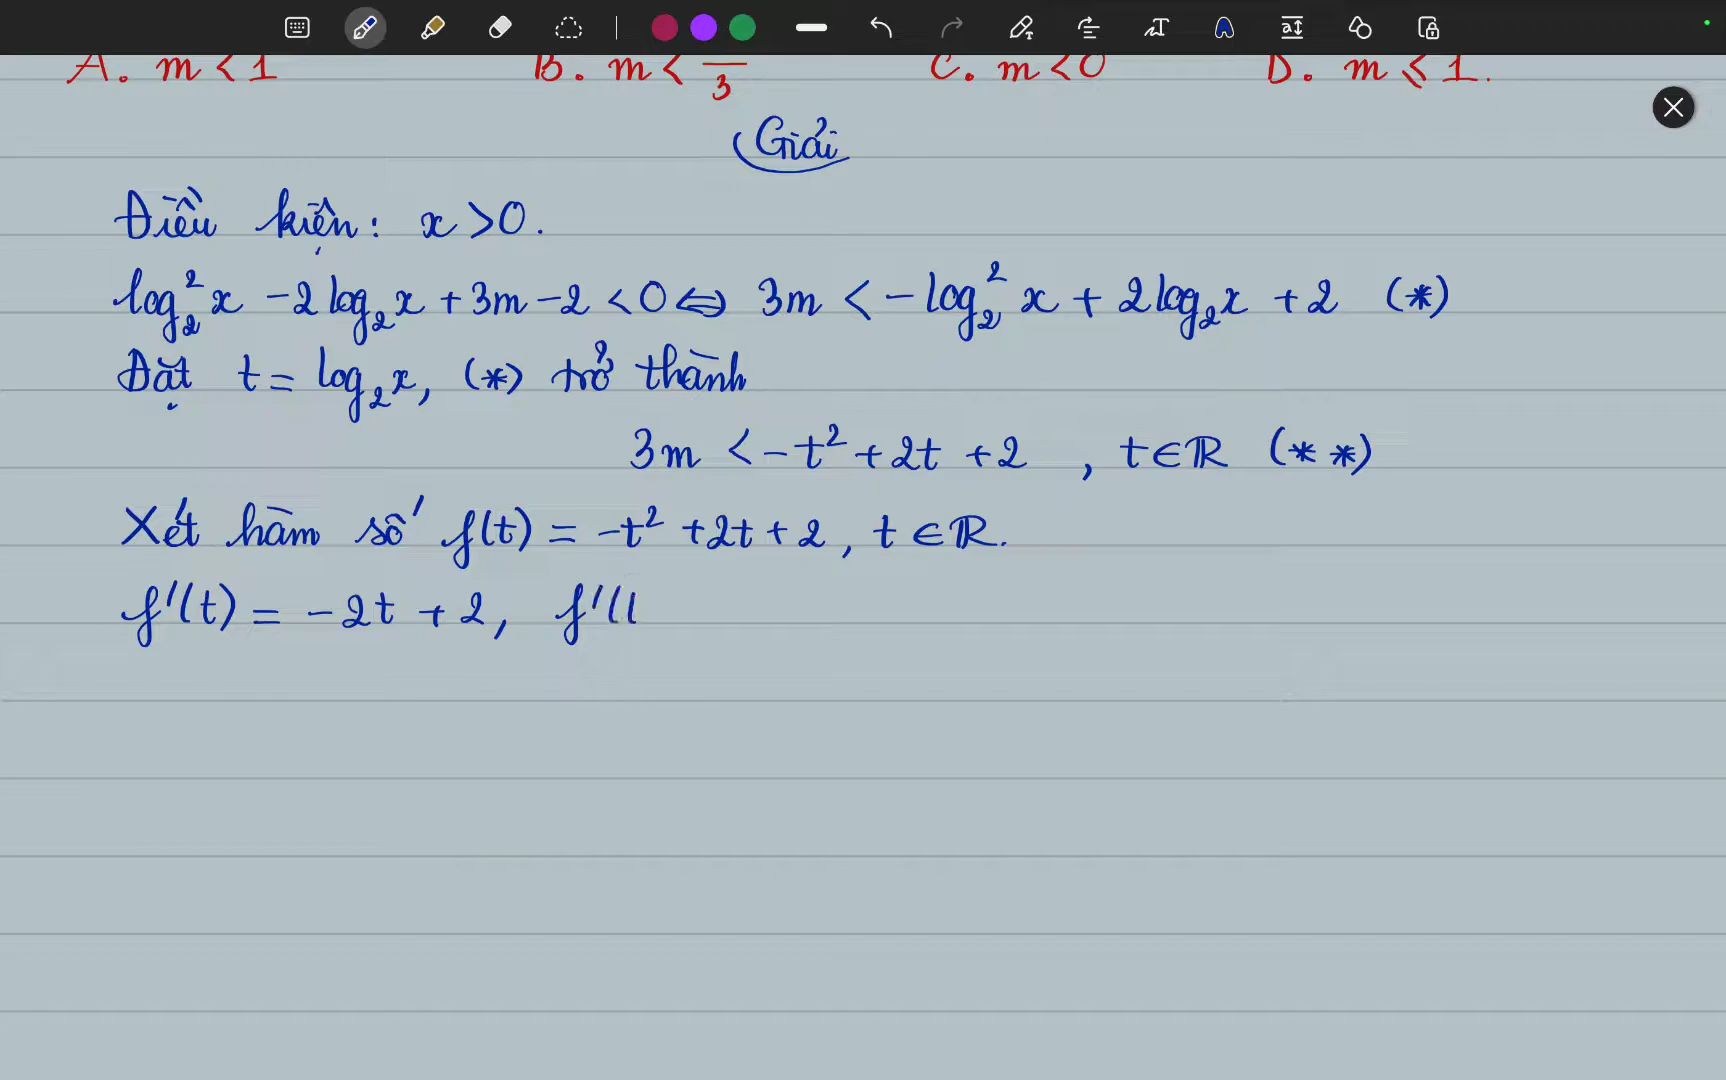 A. m < 1 B. m < /3 C. m < 0 D. m ≤ 1.
Giải
Điều kiện: x > 0.
log₂²x - 2log₂x + 3m - 2 < 0 ⇔ 3m < -log₂²x + 2log₂x + 2 (*)
Đặt t = log₂x, (*) trở thành
3m < -t² + 2t + 2 , t ∈ ℝ (**)
Xét hàm số f(t) = -t² + 2t + 2, t ∈ ℝ.
f'(t) = -2t + 2, f'(